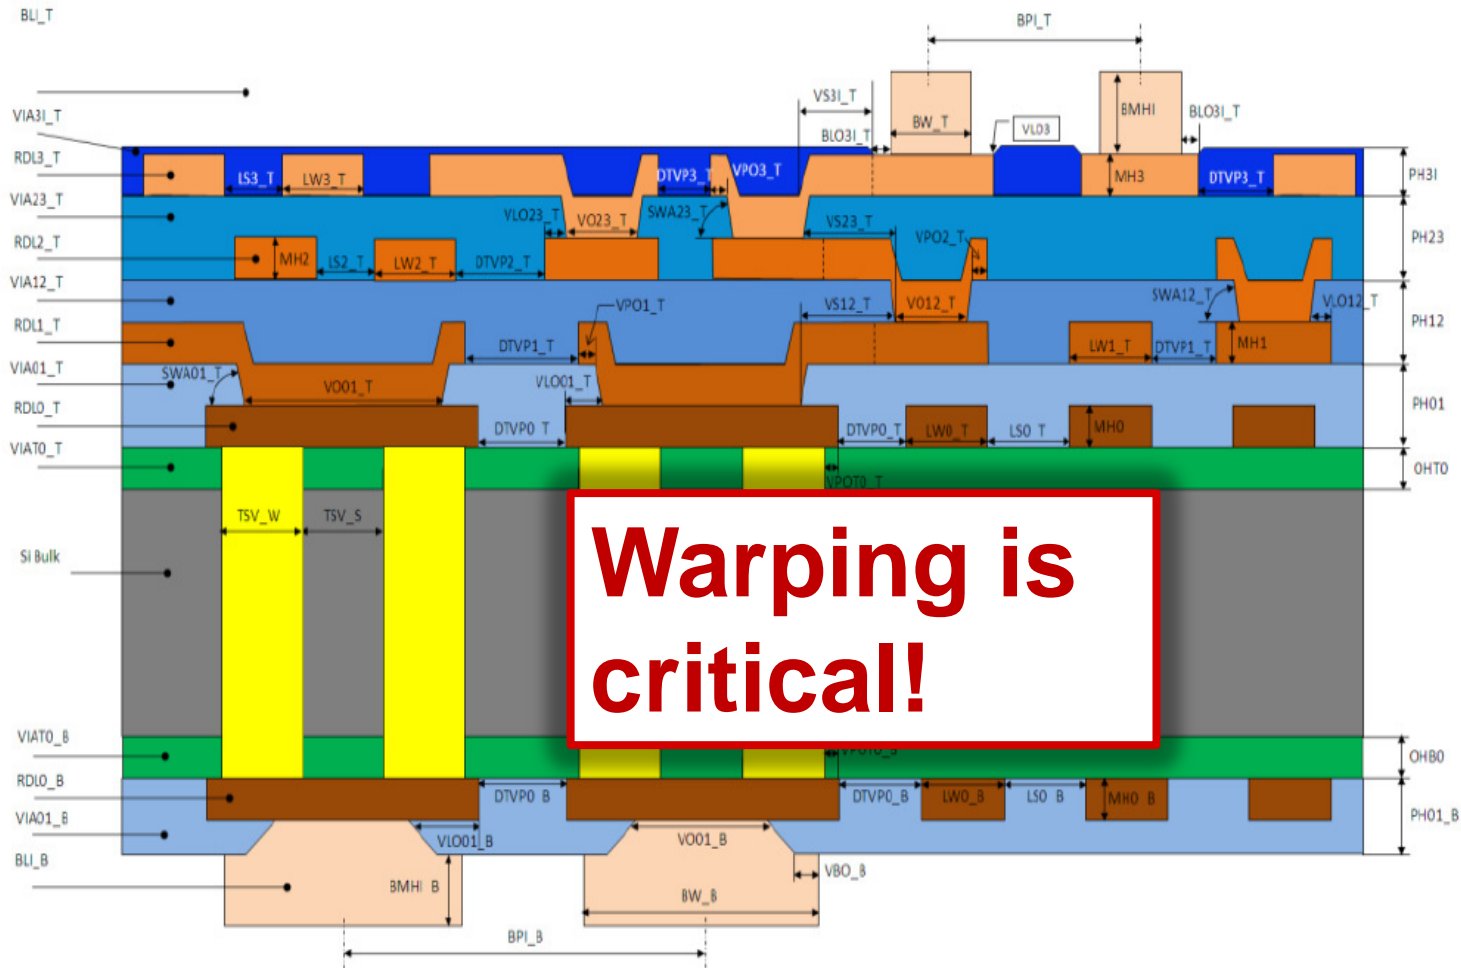 BLI_T
BPI_T
VIA3I_T
VS3I_T
BMHI
BLO3I_T
BLO3I_T
BW_T
VLO3
RDL3_T
LS3_T
LW3_T
DTVP3_T
VPO3_T
MH3
DTVP3_T
PH3I
VIA23_T
VLO23_T
VO23_T
SWA23_T
VS23_T
VPO2_T
PH23
RDL2_T
MH2
LS2_T
LW2_T
DTVP2_T
VIA12_T
VPO1_T
VS12_T
VO12_T
SWA12_T
VLO12_T
PH12
RDL1_T
DTVP1_T
LW1_T
DTVP1_T
MH1
VIA01_T
SWA01_T
VO01_T
VLO01_T
PH01
RDL0_T
DTVP0_T
DTVP0_T
LW0_T
LS0_T
MH0
VIAT0_T
VPOT0_T
OHT0
TSV_W
TSV_S
Si Bulk
Warping is
critical!
VIAT0_B
VPOT0_B
OHB0
RDL0_B
DTVP0_B
DTVP0_B
LW0_B
LS0_B
MH0_B
VIA01_B
VLO01_B
VO01_B
PH01_B
BLI_B
BMHI_B
BW_B
VBO_B
BPI_B